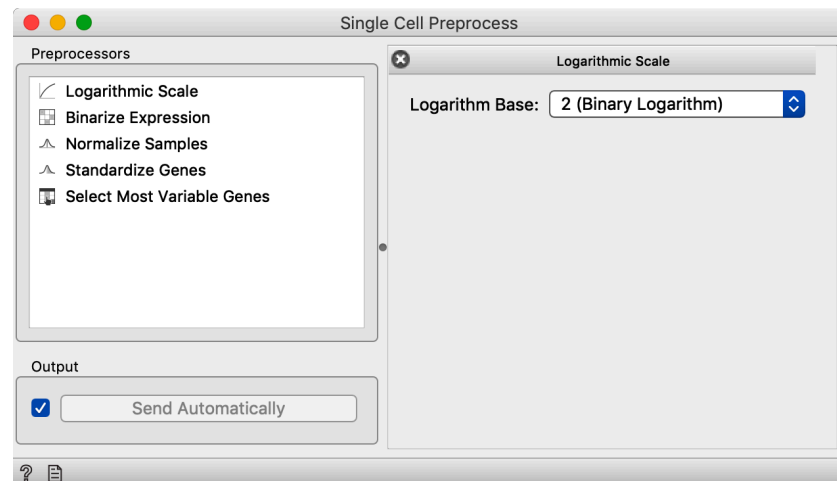 Single Cell Preprocess
Preprocessors
Logarithmic Scale
Binarize Expression
Normalize Samples
Standardize Genes
Select Most Variable Genes
Output
Send Automatically
Logarithmic Scale
Logarithm Base: 2 (Binary Logarithm)
?